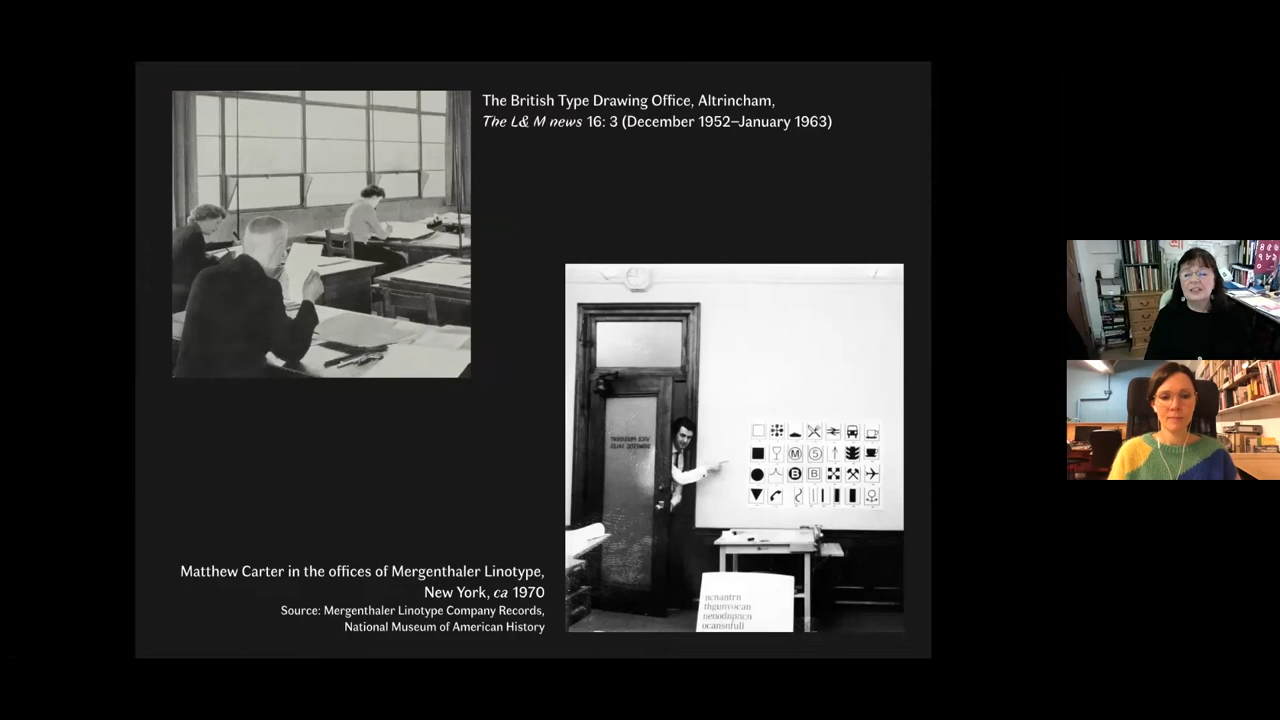 The British Type Drawing Office, Altrincham,
The L& M news 16: 3 (December 1952–January 1963)
M S
B B
Matthew Carter in the offices of Mergenthaler Linotype,
New York, ca 1970
Source: Mergenthaler Linotype Company Records,
National Museum of American History